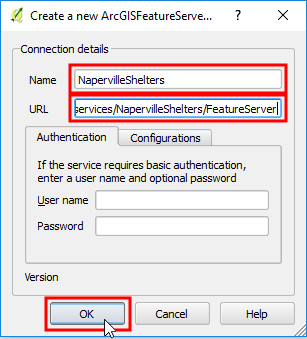 Create a new ArcGISFeatureServe...
Connection details
Name NapervilleShelters
URL services/NapervilleShelters/FeatureServer
Authentication Configurations
If the service requires basic authentication,
enter a user name and optional password
User name
Password
Version
OK Cancel Help